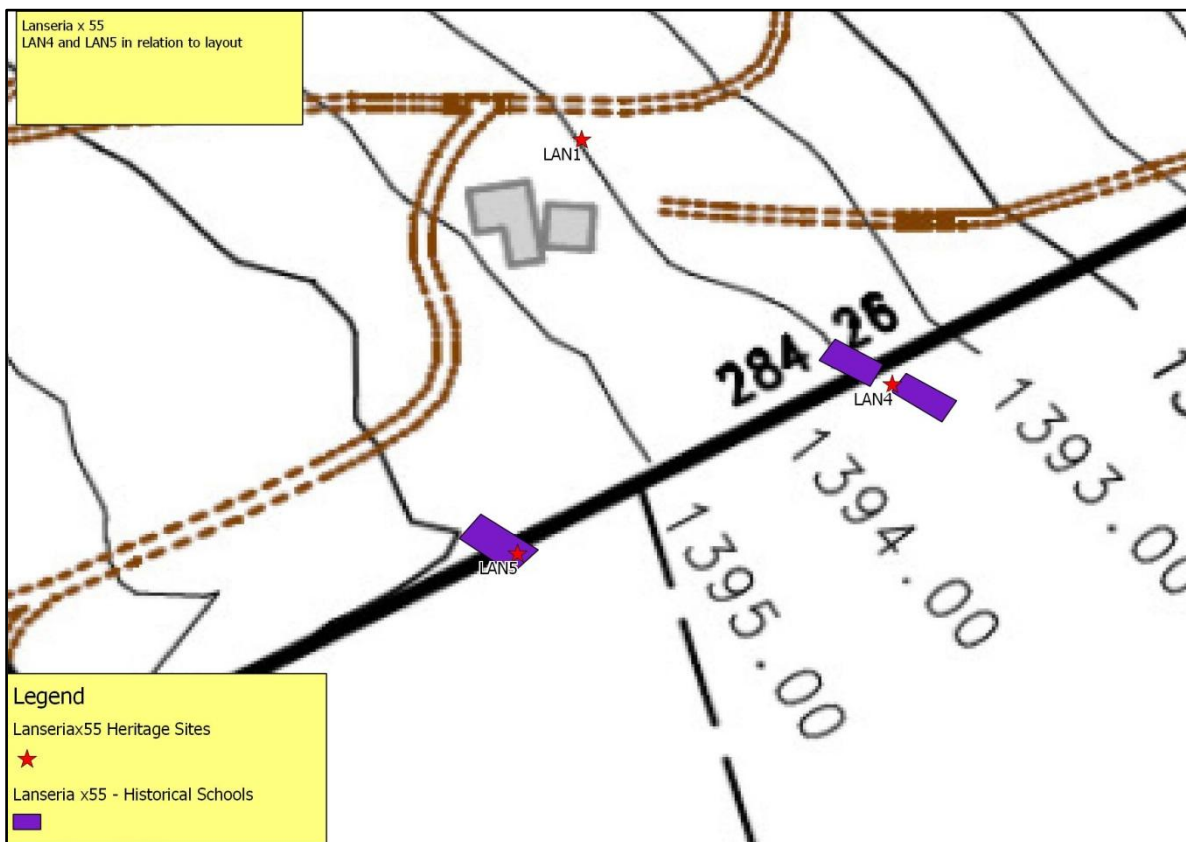 Lanseria x 55
LAN4 and LAN5 in relation to layout
LAN1
284 26
LAN4
1393.00
1394.00
LAN5
1395.00
Legend
Lanseriax55 Heritage Sites
Lanseria x55 - Historical Schools